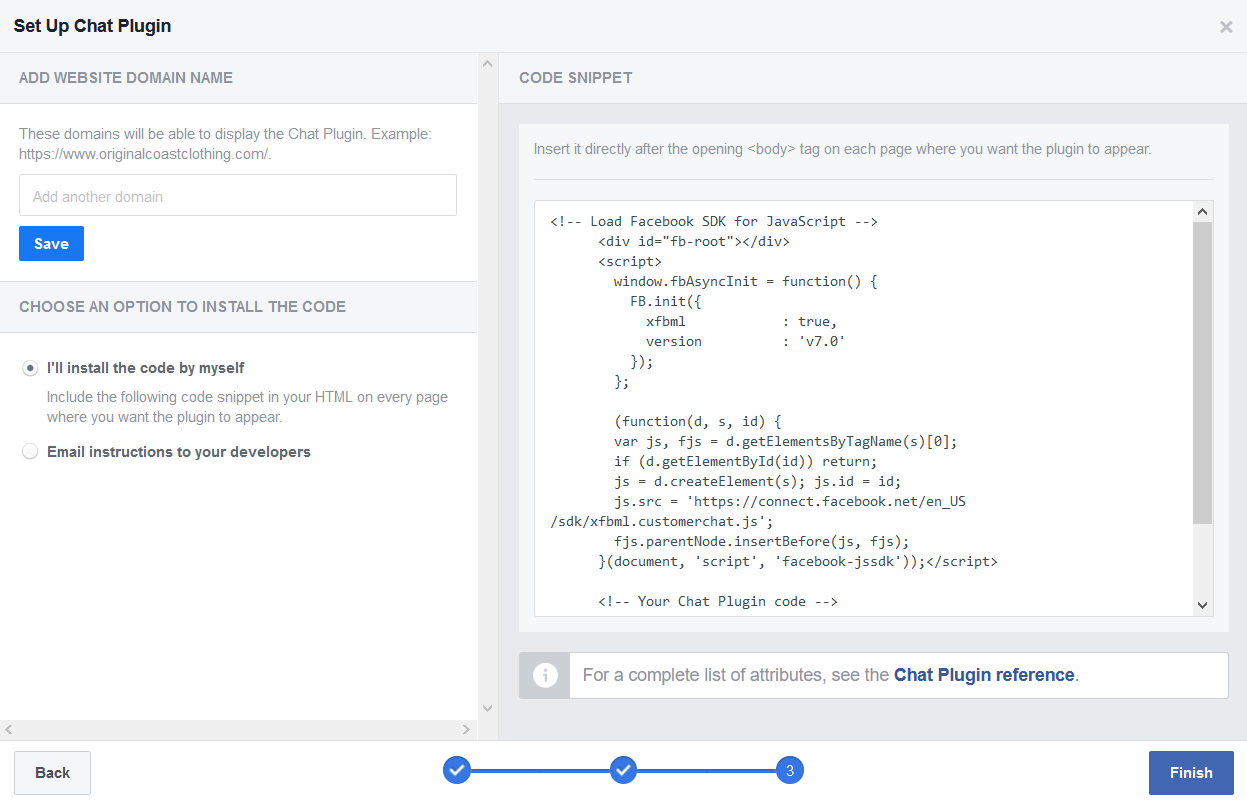 Set Up Chat Plugin
ADD WEBSITE DOMAIN NAME
These domains will be able to display the Chat Plugin. Example:
https://www.originalcoastclothing.com/.
Add another domain
Save
CHOOSE AN OPTION TO INSTALL THE CODE
I'll install the code by myself
Include the following code snippet in your HTML on every page
where you want the plugin to appear.
Email instructions to your developers
CODE SNIPPET
Insert it directly after the opening <body> tag on each page where you want the plugin to appear.
<!-- Load Facebook SDK for JavaScript -->
      <div id="fb-root"></div>
      <script>
        window.fbAsyncInit = function() {
          FB.init({
            xfbml            : true,
            version          : 'v7.0'
          });
        };

        (function(d, s, id) {
        var js, fjs = d.getElementsByTagName(s)[0];
        if (d.getElementById(id)) return;
        js = d.createElement(s); js.id = id;
        js.src = 'https://connect.facebook.net/en_US
/sdk/xfbml.customerchat.js';
        fjs.parentNode.insertBefore(js, fjs);
      }(document, 'script', 'facebook-jssdk'));</script>

      <!-- Your Chat Plugin code -->
For a complete list of attributes, see the Chat Plugin reference.
Back
3
Finish